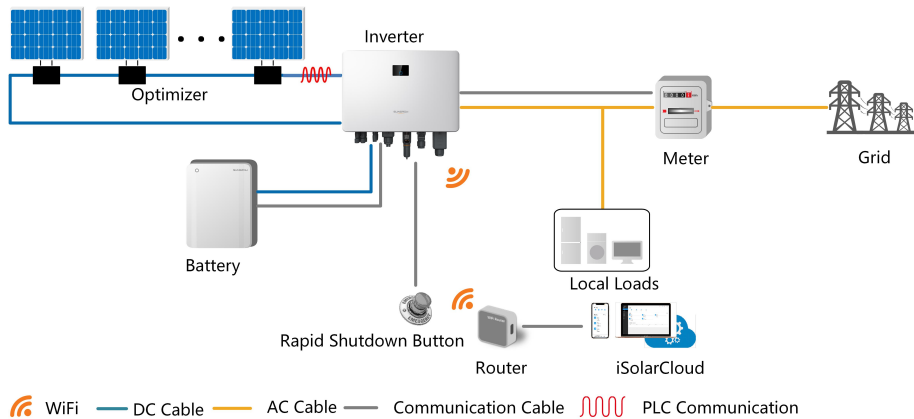 Inverter
Optimizer
Meter
Grid
Battery
Local Loads
Rapid Shutdown Button
Router
iSolarCloud
WiFi
DC Cable
AC Cable
Communication Cable
PLC Communication